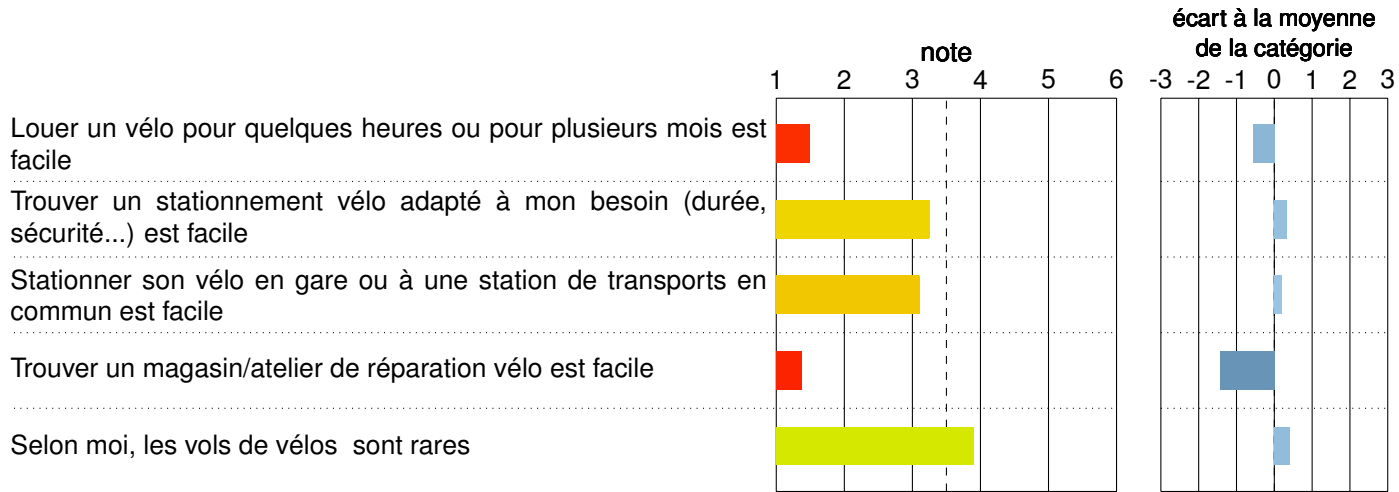 écart à la moyenne
de la catégorie
note
1 2 3 4 5 6
-3 -2 -1 0 1 2 3
Louer un vélo pour quelques heures ou pour plusieurs mois est
facile
Trouver un stationnement vélo adapté à mon besoin (durée,
sécurité...) est facile
Stationner son vélo en gare ou à une station de transports en
commun est facile
Trouver un magasin/atelier de réparation vélo est facile
Selon moi, les vols de vélos sont rares